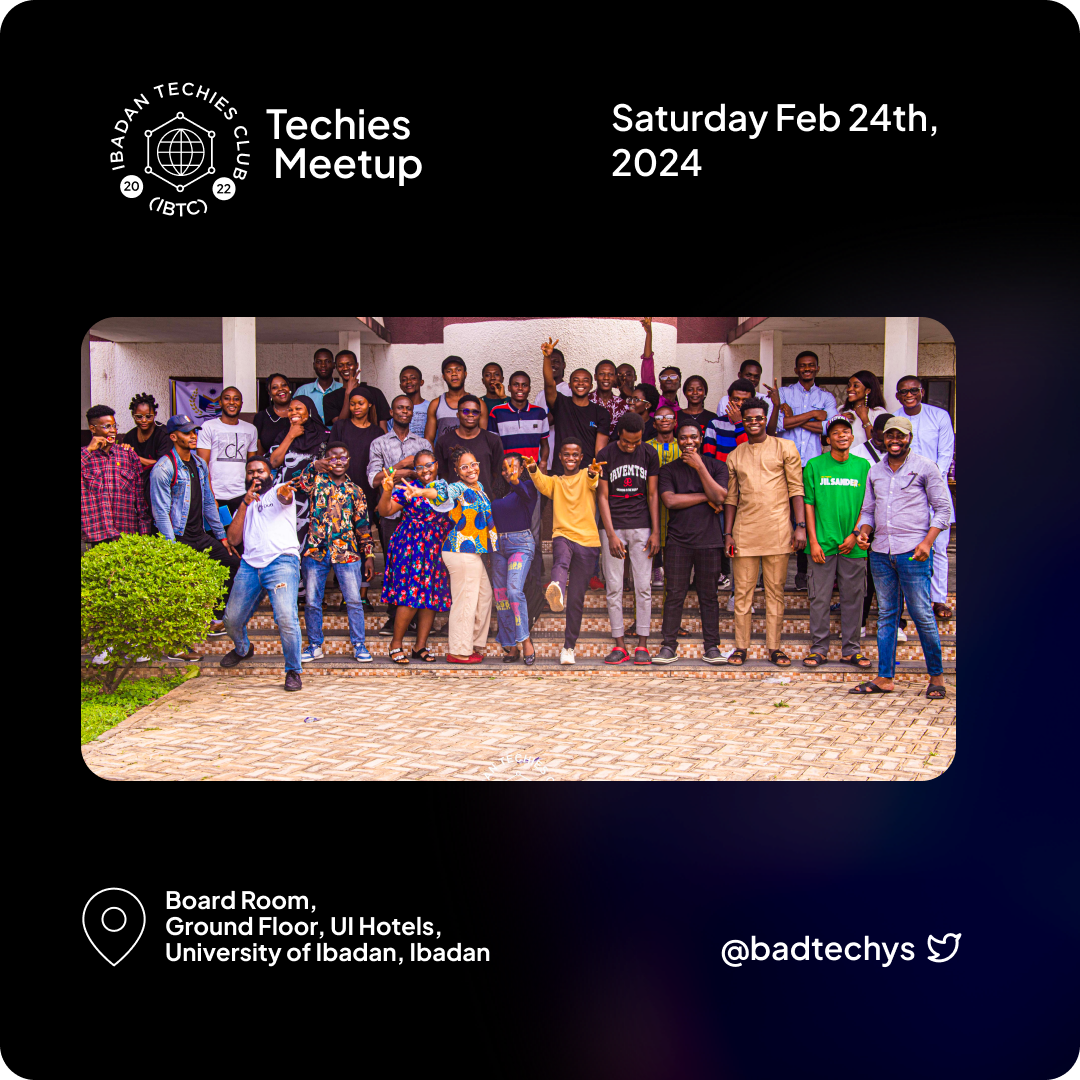 IBADAN TECHIES CLUB
20
22
(IBTC)
Techies
Meetup
Saturday Feb 24th,
2024
ck
JIL SANDER
Board Room,
Ground Floor, UI Hotels,
University of Ibadan, Ibadan
@badtechys